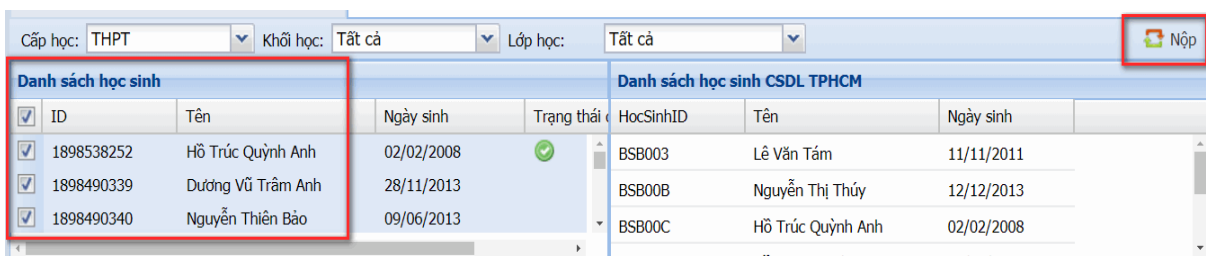 Cấp học: THPT Khối học: Tất cả Lớp học: Tất cả Nộp
Danh sách học sinh Danh sách học sinh CSDL TPHCM
ID Tên Ngày sinh Trạng thái HocSinhID Tên Ngày sinh
1898538252 Hồ Trúc Quỳnh Anh 02/02/2008 BSB003 Lê Văn Tám 11/11/2011
1898490339 Dương Vũ Trâm Anh 28/11/2013 BSB00B Nguyễn Thị Thúy 12/12/2013
1898490340 Nguyễn Thiên Bảo 09/06/2013 BSB00C Hồ Trúc Quỳnh Anh 02/02/2008